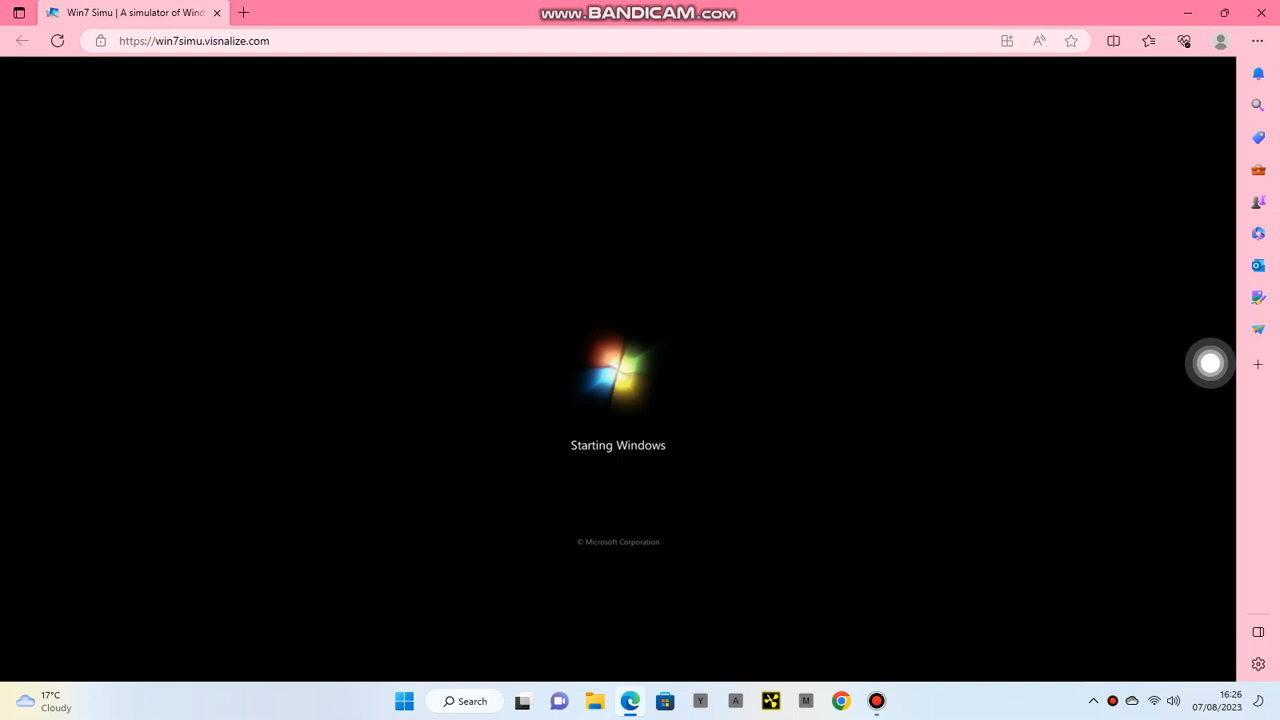 Win7 Simu | A simulator of Wind
www.BANDICAM.com
https://win7simu.visnalize.com
Starting Windows
© Microsoft Corporation
17°C
Cloudy
Search
Y
A
M
16:26
07/08/2023